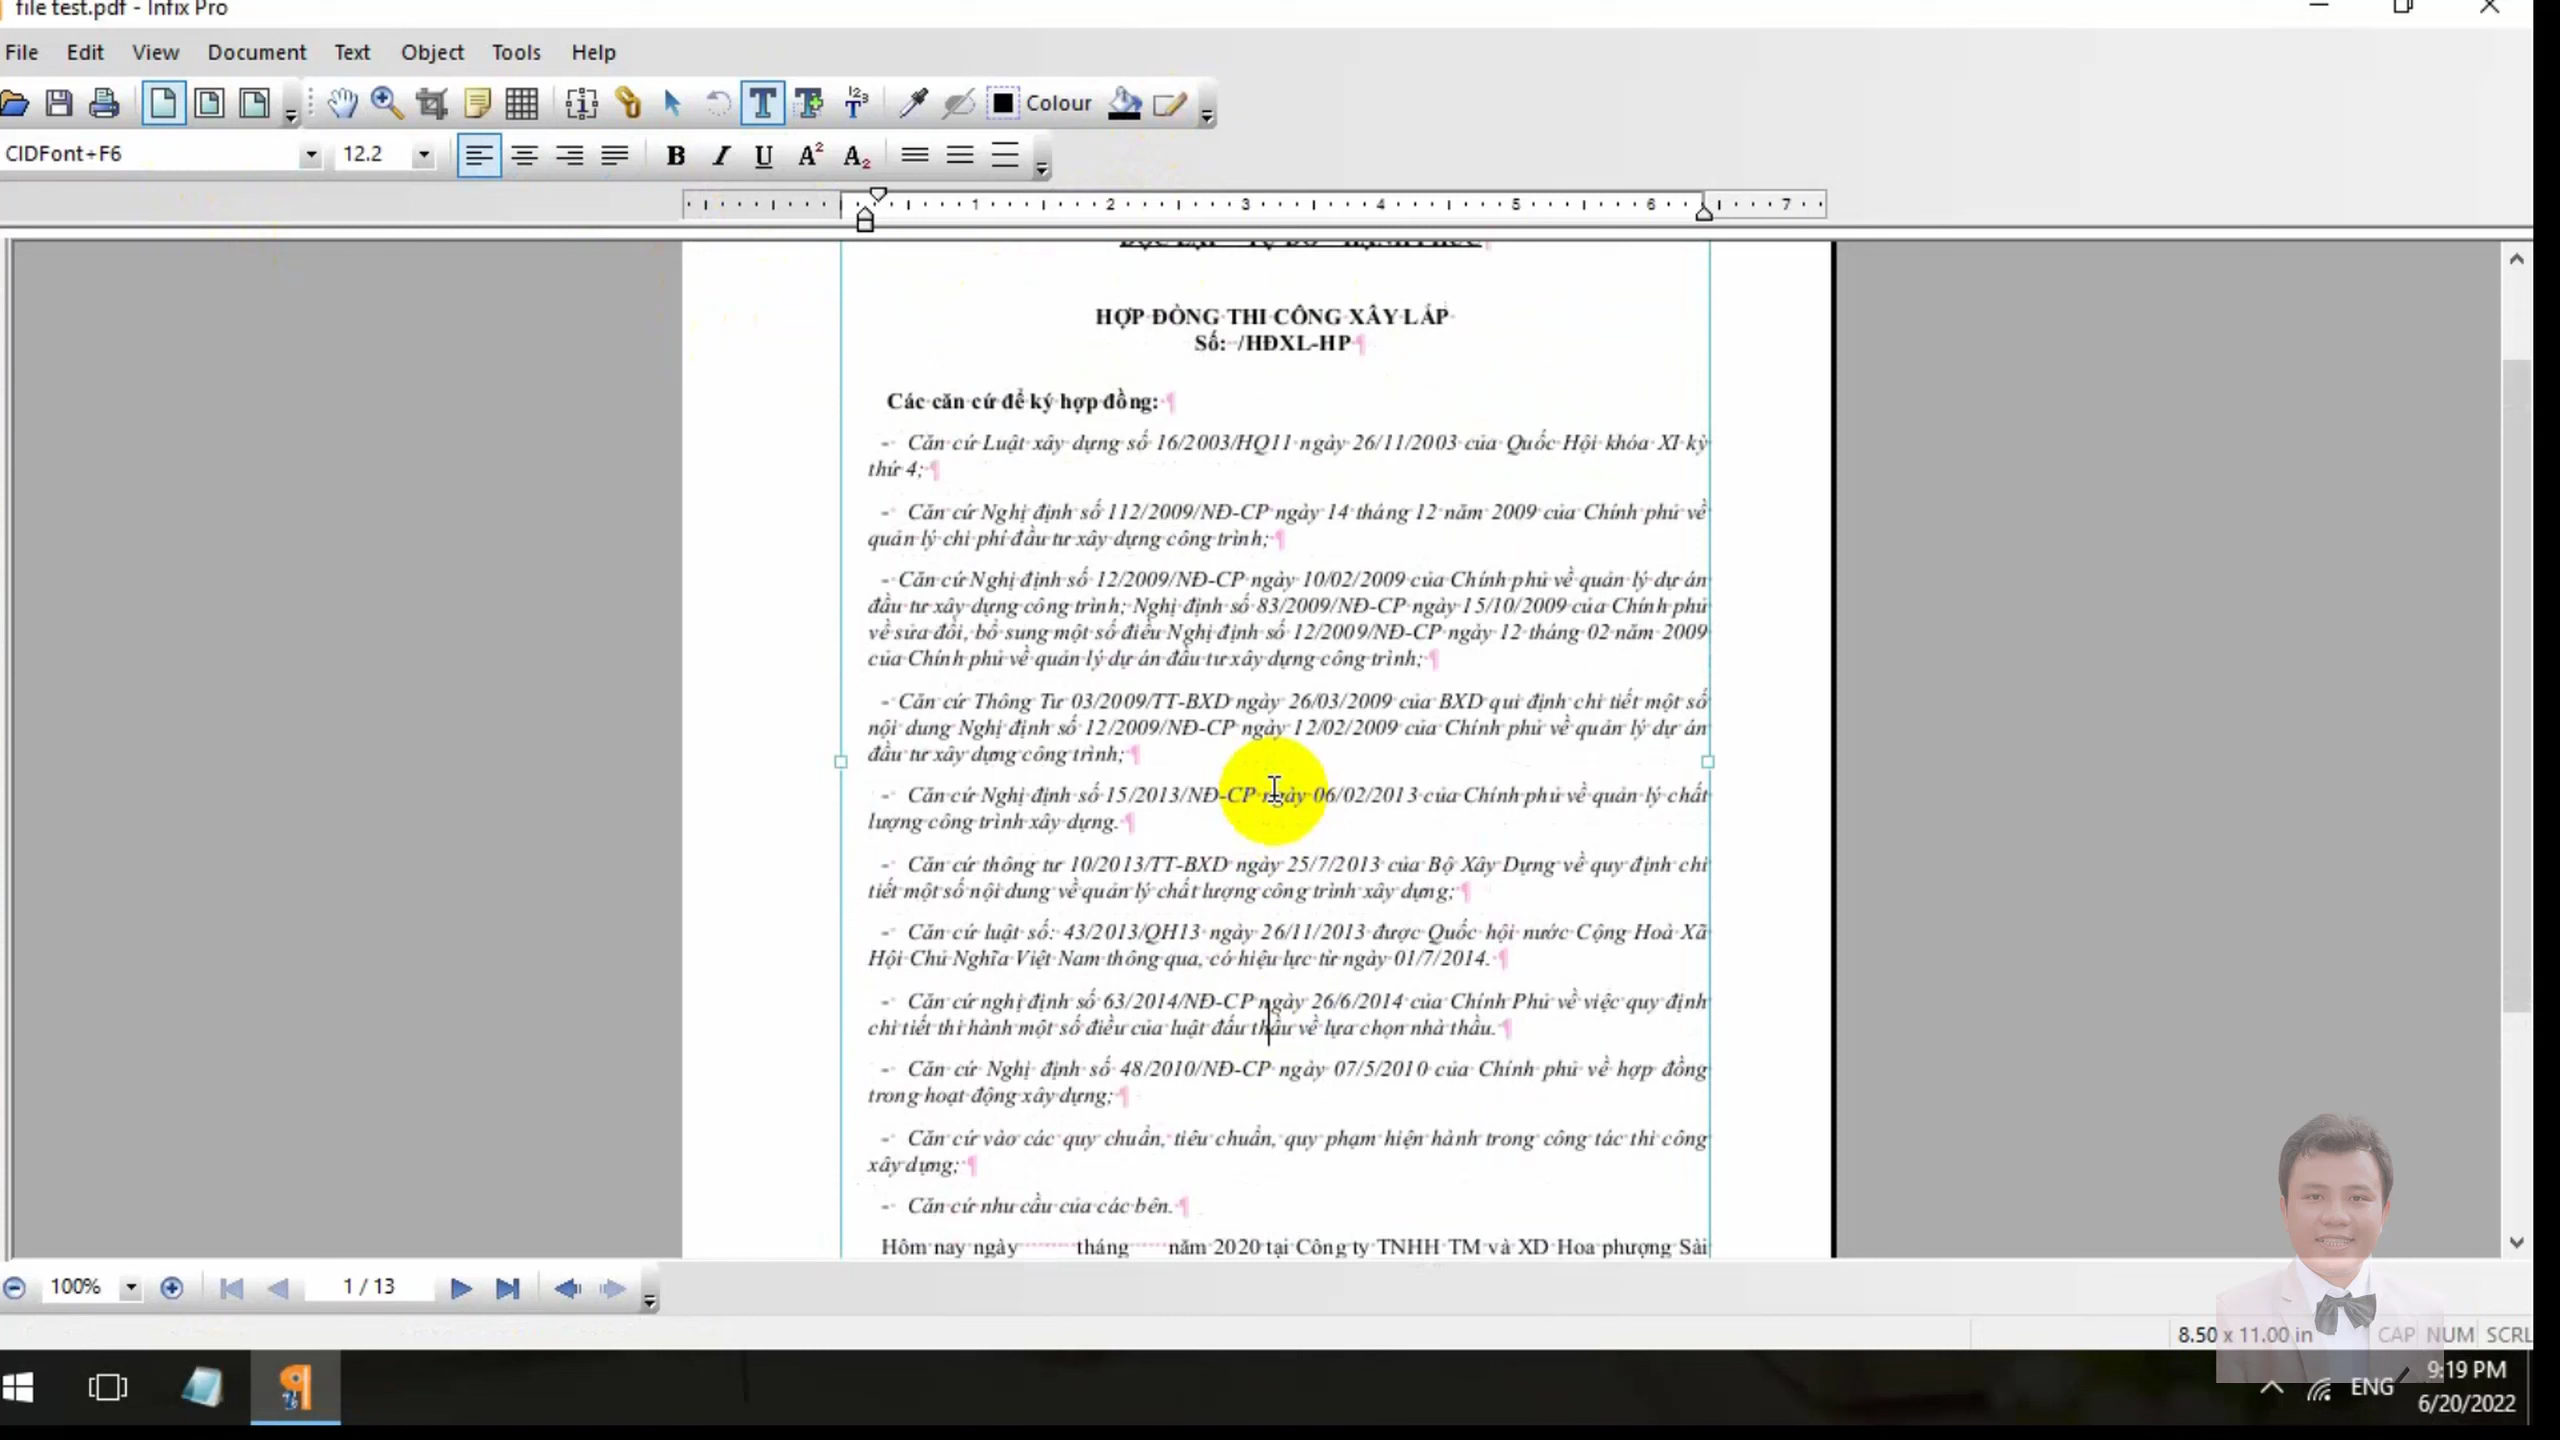 file test.pdf - Infix Pro
File Edit View Document Text Object Tools Help
Colour
CIDFont+F6 12.2
1 2 3 4 5 6 7
HỢP ĐỒNG THI CÔNG XÂY LẮP
Số: /HĐXL-HP
Các căn cứ để ký hợp đồng:
- Căn cứ Luật xây dựng số 16/2003/HQ11 ngày 26/11/2003 của Quốc Hội khóa XI kỳ
thứ 4;
- Căn cứ Nghị định số 112/2009/NĐ-CP ngày 14 tháng 12 năm 2009 của Chính phủ về
quản lý chi phí đầu tư xây dựng công trình;
- Căn cứ Nghị định số 12/2009/NĐ-CP ngày 10/02/2009 của Chính phủ về quản lý dự án
đầu tư xây dựng công trình; Nghị định số 83/2009/NĐ-CP ngày 15/10/2009 của Chính phủ
về sửa đổi, bổ sung một số điều Nghị định số 12/2009/NĐ-CP ngày 12 tháng 02 năm 2009
của Chính phủ về quản lý dự án đầu tư xây dựng công trình;
- Căn cứ Thông Tư 03/2009/TT-BXD ngày 26/03/2009 của BXD qui định chi tiết một số
nội dung Nghị định số 12/2009/NĐ-CP ngày 12/02/2009 của Chính phủ về quản lý dự án
đầu tư xây dựng công trình;
- Căn cứ Nghị định số 15/2013/NĐ-CP ngày 06/02/2013 của Chính phủ về quản lý chất
lượng công trình xây dựng.
- Căn cứ thông tư 10/2013/TT-BXD ngày 25/7/2013 của Bộ Xây Dựng về quy định chi
tiết một số nội dung về quản lý chất lượng công trình xây dựng;
- Căn cứ luật số: 43/2013/QH13 ngày 26/11/2013 được Quốc hội nước Cộng Hoà Xã
Hội Chủ Nghĩa Việt Nam thông qua, có hiệu lực từ ngày 01/7/2014.
- Căn cứ nghị định số 63/2014/NĐ-CP ngày 26/6/2014 của Chính Phủ về việc quy định
chi tiết thi hành một số điều của luật đấu thầu về lựa chọn nhà thầu.
- Căn cứ Nghị định số 48/2010/NĐ-CP ngày 07/5/2010 của Chính phủ về hợp đồng
trong hoạt động xây dựng;
- Căn cứ vào các quy chuẩn, tiêu chuẩn, quy phạm hiện hành trong công tác thi công
xây dựng;
- Căn cứ nhu cầu của các bên.
Hôm nay ngày tháng năm 2020 tại Công ty TNHH TM và XD Hoa phượng Sài
100% 1 / 13
8.50 x 11.00 in CAP NUM SCRL
ENG
9:19 PM
6/20/2022